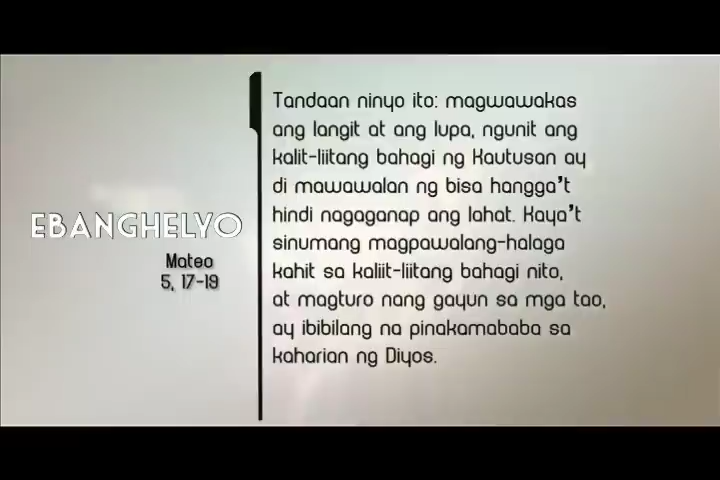 EBANGHELYO
Mateo
5, 17-19
Tandaan ninyo ito: magwawakas
ang langit at ang lupa, ngunit ang
kalit-liitang bahagi ng Kautusan ay
di mawawalan ng bisa hangga't
hindi nagaganap ang lahat. Kaya't
sinumang magpawalang-halaga
kahit sa kaliit-liitang bahagi nito,
at magturo nang gayun sa mga tao,
ay ibibilang na pinakamababa sa
kaharian ng Diyos.